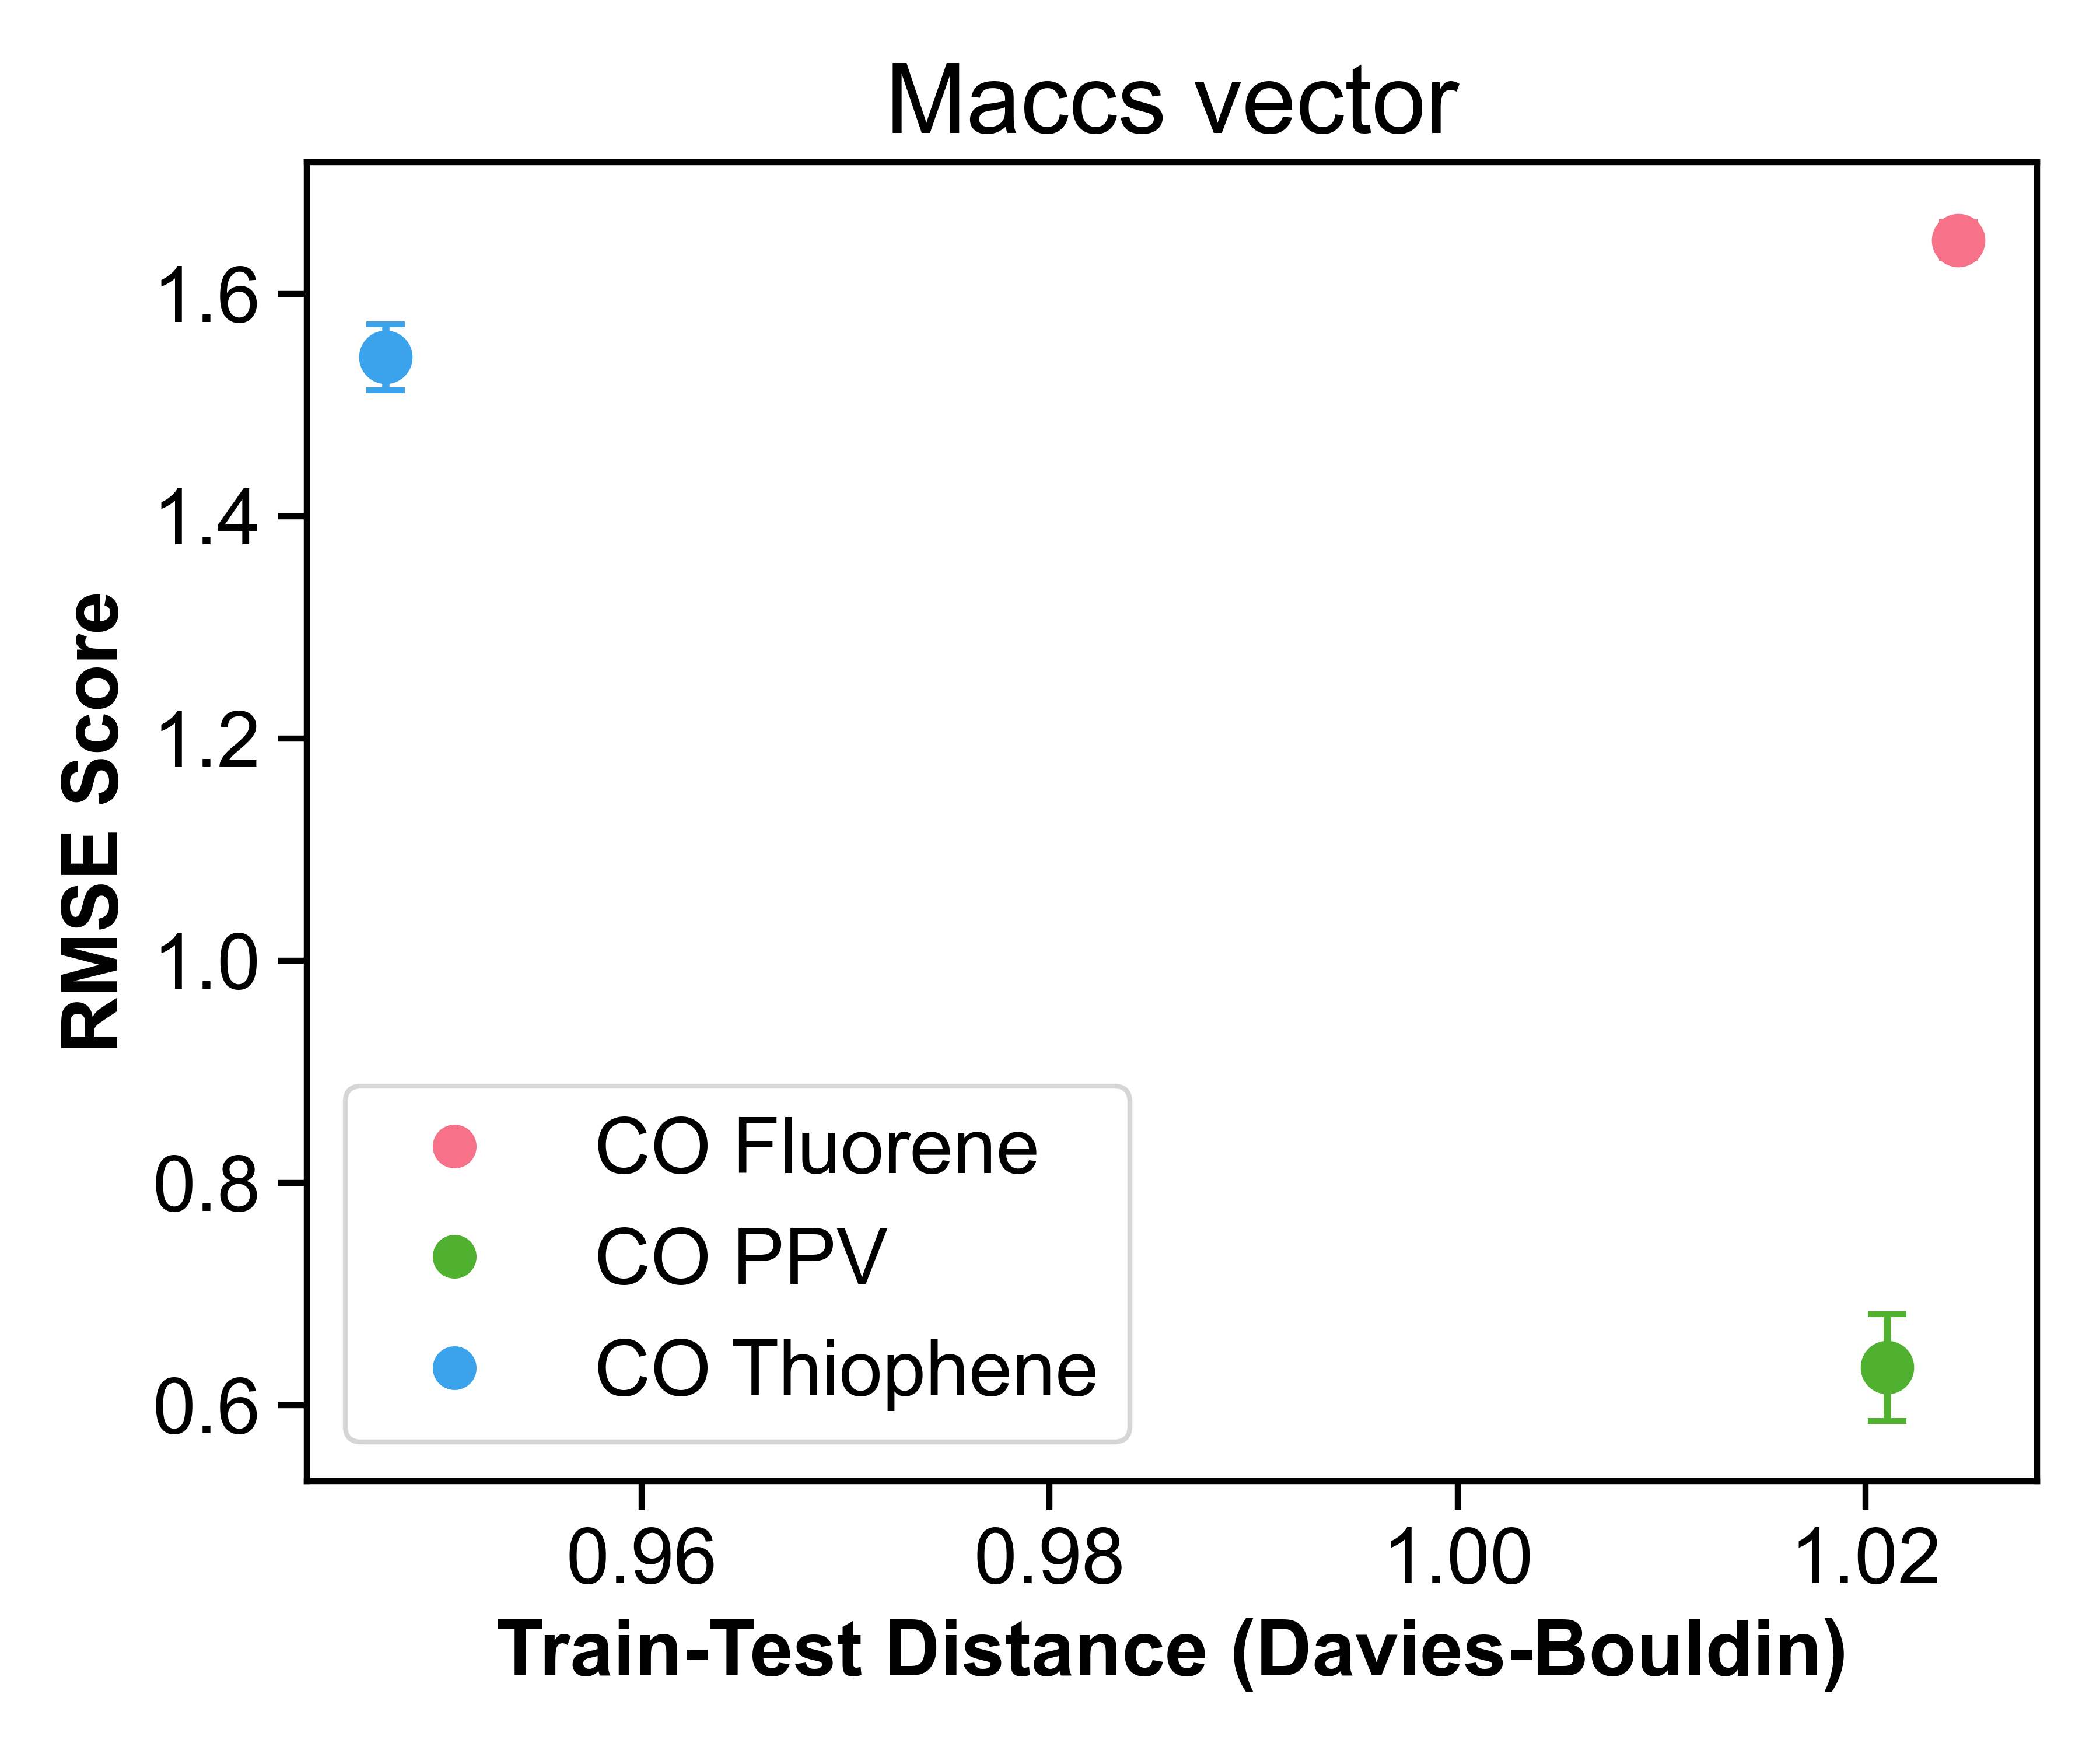 Maccs vector
RMSE Score
1.6
1.4
1.2
1.0
0.8
0.6
CO Fluorene
CO PPV
CO Thiophene
0.96 0.98 1.00 1.02
Train-Test Distance (Davies-Bouldin)